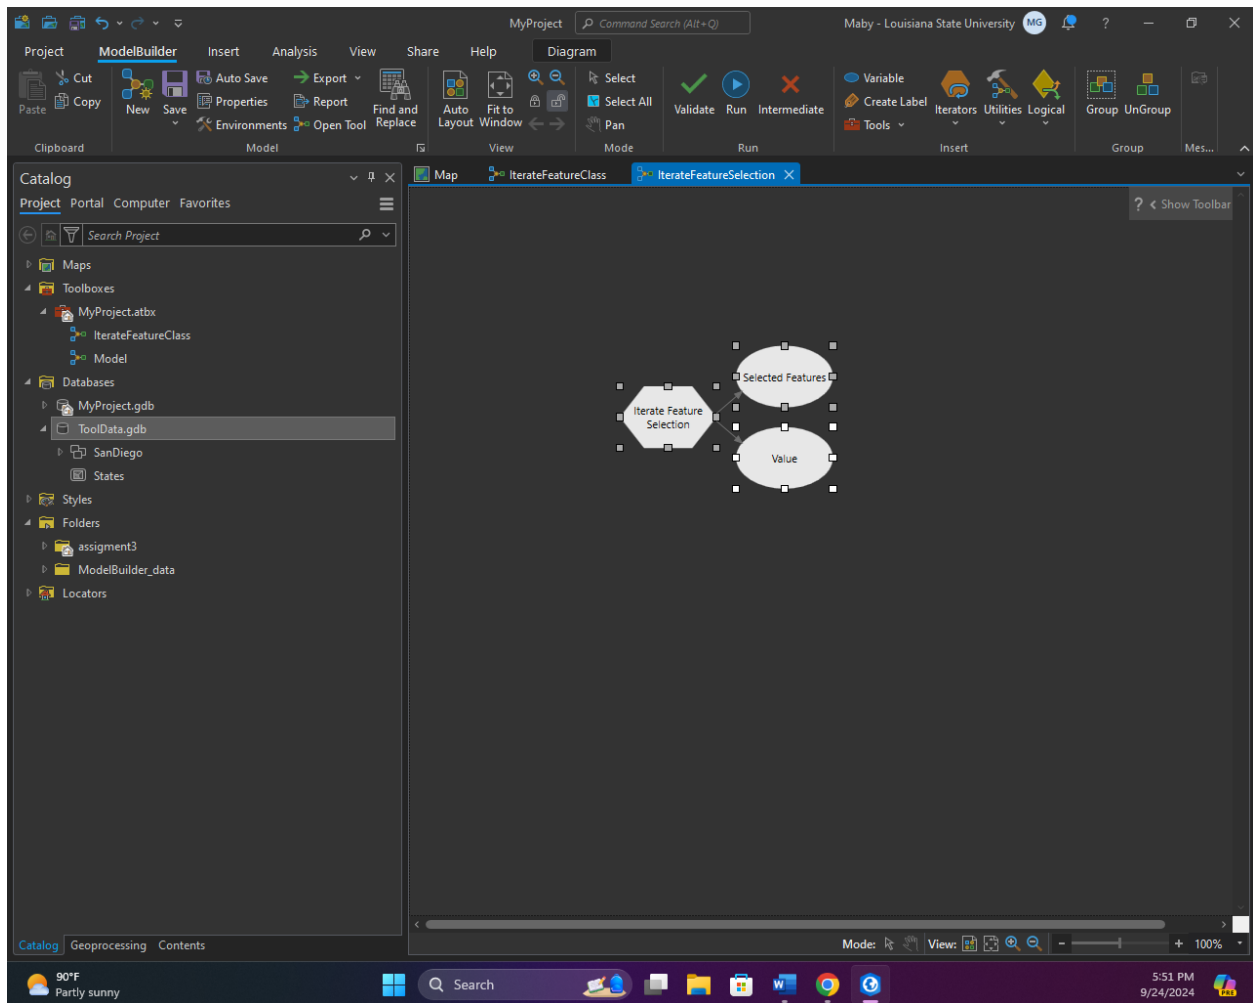 MyProject
Command Search (Alt+Q)
Maby - Louisiana State University
MG
?
Project
ModelBuilder
Insert
Analysis
View
Share
Help
Diagram
Paste
Cut
Copy
New
Save
Auto Save
Properties
Environments
Export
Report
Open Tool
Find and
Replace
Auto
Layout
Fit to
Window
Select
Select All
Pan
Validate
Run
Intermediate
Variable
Create Label
Tools
Iterators
Utilities
Logical
Group
UnGroup
Clipboard
Model
View
Mode
Run
Insert
Group
Mes...
Catalog
Project
Portal
Computer
Favorites
Search Project
Maps
Toolboxes
MyProject.atbx
IterateFeatureClass
Model
Databases
MyProject.gdb
ToolData.gdb
SanDiego
States
Styles
Folders
assigment3
ModelBuilder_data
Locators
Map
IterateFeatureClass
IterateFeatureSelection
? < Show Toolbar
Iterate Feature
Selection
Selected Features
Value
Catalog
Geoprocessing
Contents
Mode:
View:
- + 100%
90°F
Partly sunny
Search
5:51 PM
9/24/2024
PRE